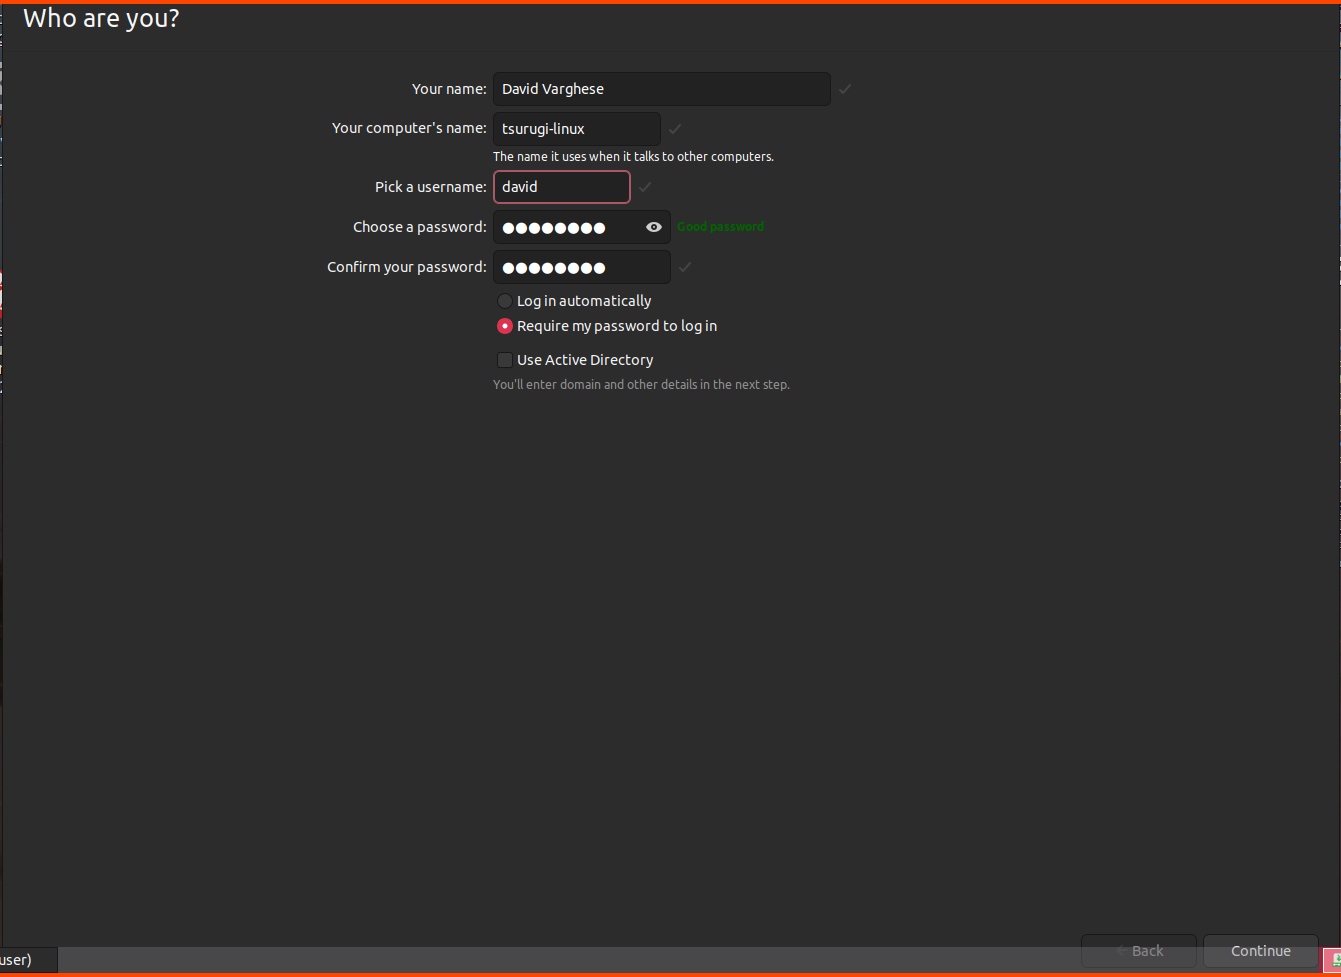 Who are you?
Your name: David Varghese
Your computer's name: tsurugi-linux
The name it uses when it talks to other computers.
Pick a username: david
Choose a password: ●●●●●●●● Good password
Confirm your password: ●●●●●●●●
Log in automatically
Require my password to log in
Use Active Directory
You'll enter domain and other details in the next step.
Back Continue
user)